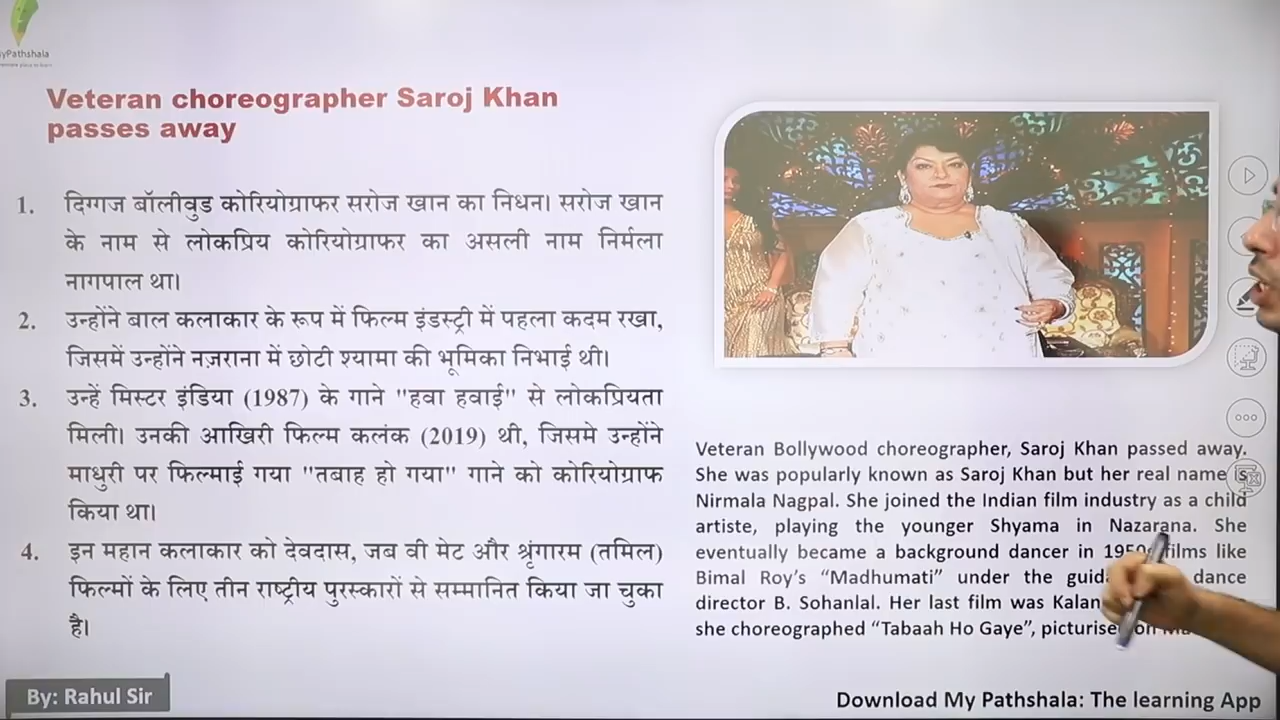 MyPathshala
Veteran choreographer Saroj Khan
passes away
1. दिग्गज बॉलीवुड कोरियोग्राफर सरोज खान का निधन। सरोज खान
के नाम से लोकप्रिय कोरियोग्राफर का असली नाम निर्मला
नागपाल था।
2. उन्होंने बाल कलाकार के रूप में फिल्म इंडस्ट्री में पहला कदम रखा,
जिसमें उन्होंने नज़राना में छोटी श्यामा की भूमिका निभाई थी।
3. उन्हें मिस्टर इंडिया (1987) के गाने "हवा हवाई" से लोकप्रियता
मिली। उनकी आखिरी फिल्म कलंक (2019) थी, जिसमे उन्होंने
माधुरी पर फिल्माई गया "तबाह हो गया" गाने को कोरियोग्राफ
किया था।
4. इन महान कलाकार को देवदास, जब वी मेट और श्रृंगारम (तमिल)
फिल्मों के लिए तीन राष्ट्रीय पुरस्कारों से सम्मानित किया जा चुका
है।
Veteran Bollywood choreographer, Saroj Khan passed away.
She was popularly known as Saroj Khan but her real name is
Nirmala Nagpal. She joined the Indian film industry as a child
artiste, playing the younger Shyama in Nazarana. She
eventually became a background dancer in films like
Bimal Roy's "Madhumati" under the dance
director B. Sohanlal. Her last film was
she choreographed "Tabaah Ho Gaye", on
By: Rahul Sir
Download My Pathshala: The learning App